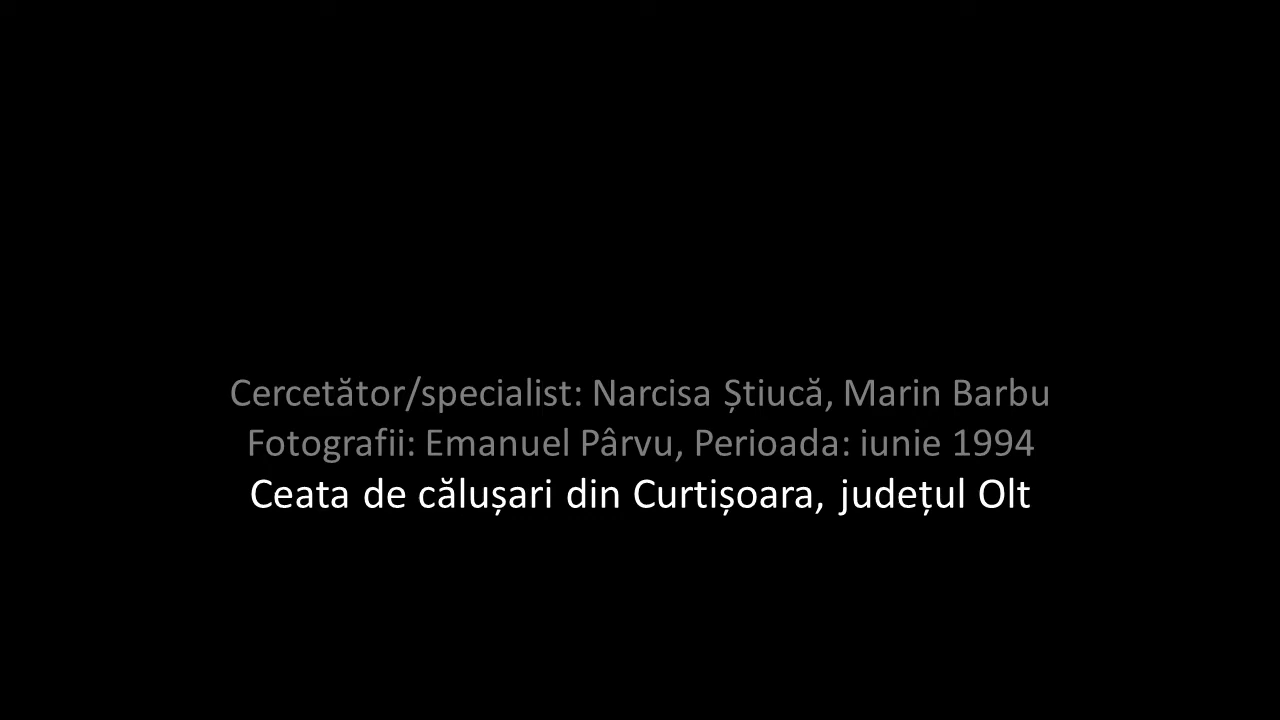 Cercetător/specialist: Narcisa Știucă, Marin Barbu
Fotografii: Emanuel Pârvu, Perioada: iunie 1994
Ceata de călușari din Curtișoara, județul Olt